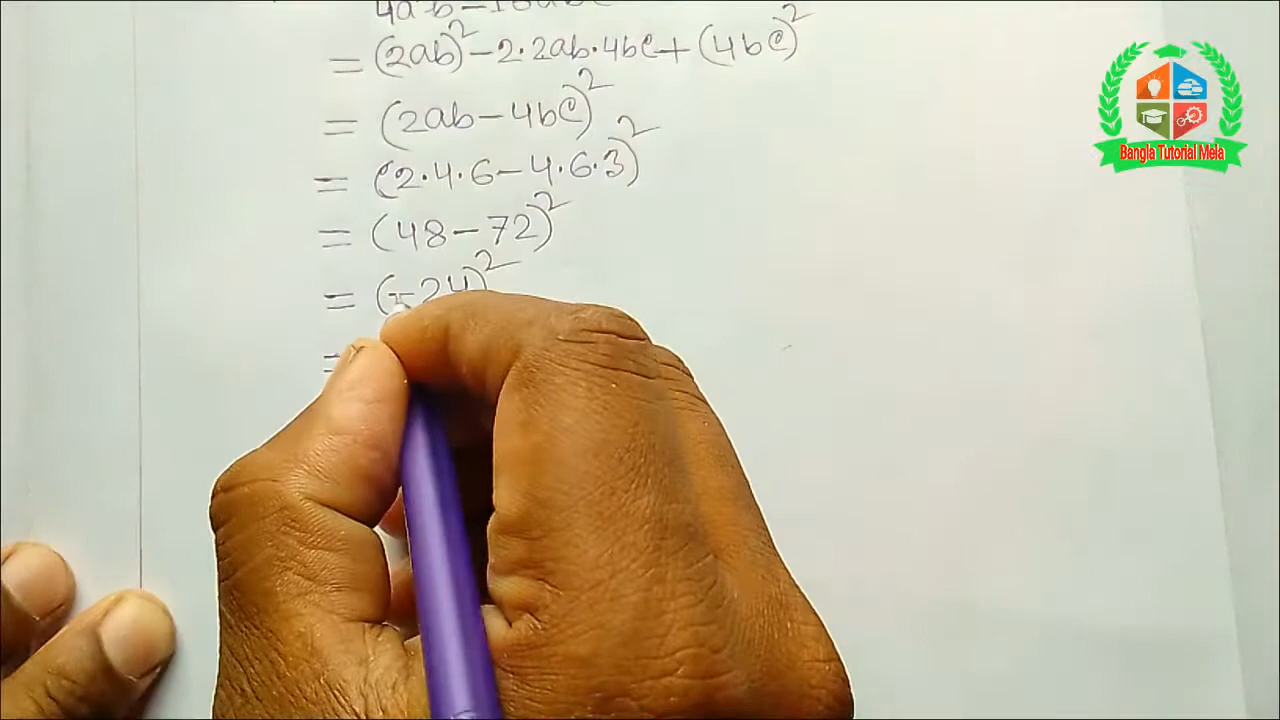 = (2ab)² - 2·2ab·4bc + (4bc)²
= (2ab - 4bc)²
= (2·4·6 - 4·6·3)²
= (48 - 72)²
= (-24)²
=
Bangla Tutorial Mela